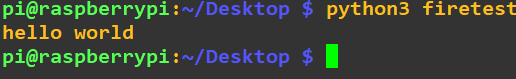 pi@raspberrypi:~/Desktop $ python3 firetest
hello world
pi@raspberrypi:~/Desktop $